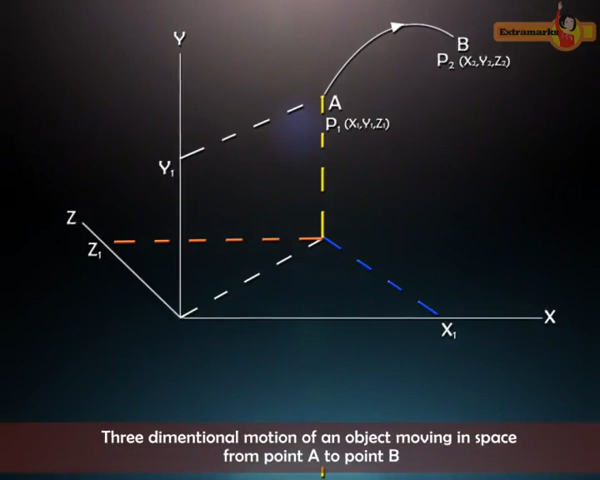 Extramarks
Y
B
P₂ (X₂,Y₂,Z₂)
A
P₁ (X₁,Y₁,Z₁)
Y₁
Z
Z₁
X
X₁
Three dimentional motion of an object moving in space
from point A to point B